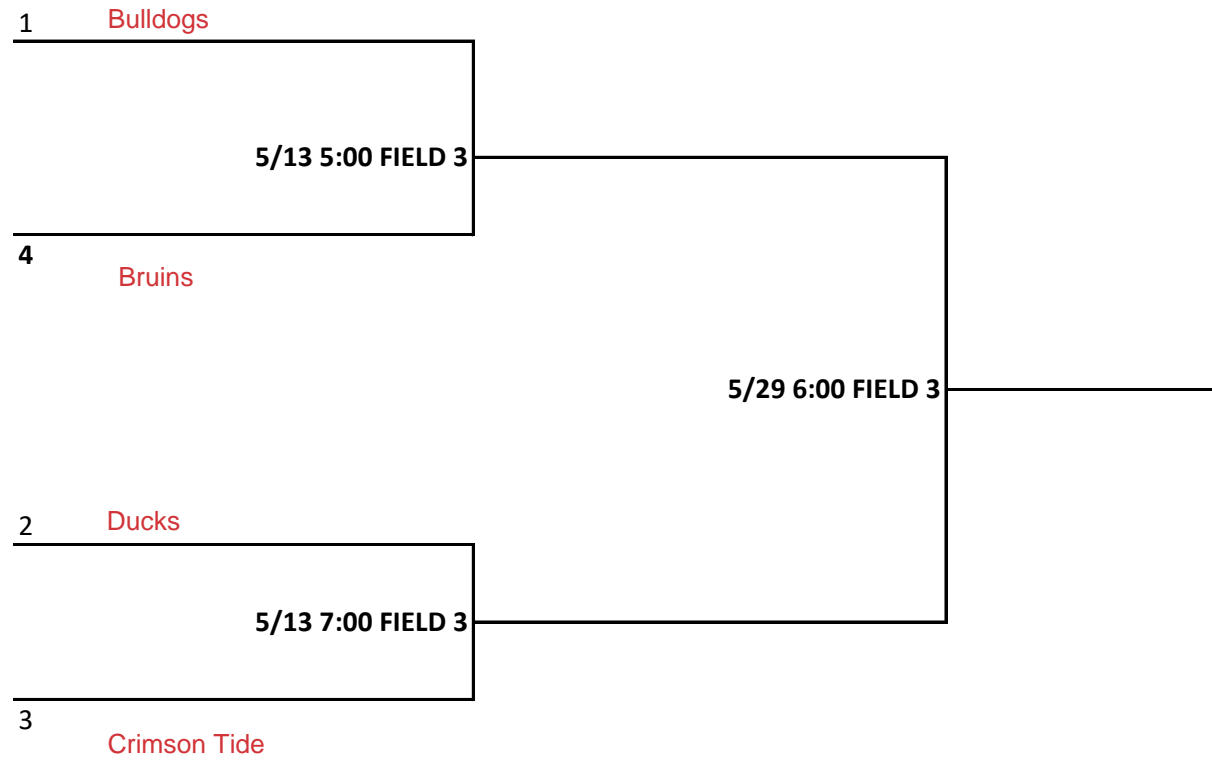 1 Bulldogs
5/13 5:00 FIELD 3
4
Bruins
5/29 6:00 FIELD 3
2 Ducks
5/13 7:00 FIELD 3
3
Crimson Tide